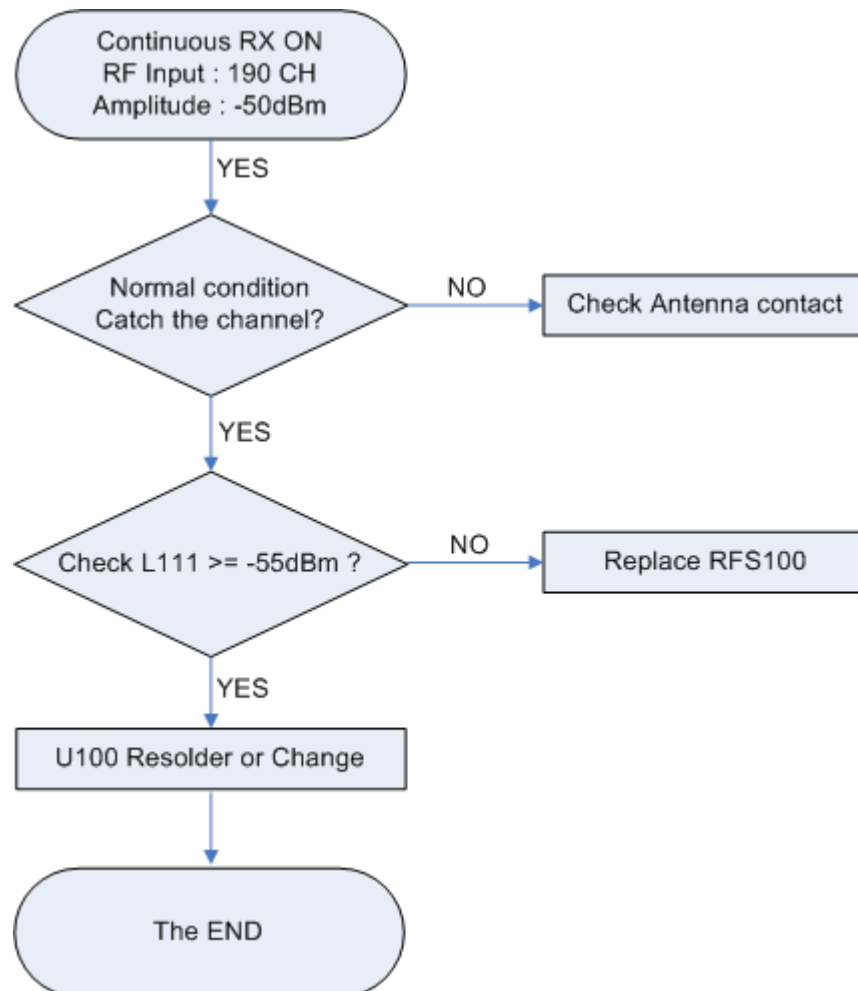 Continuous RX ON
RF Input : 190 CH
Amplitude : -50dBm
YES
Normal condition
Catch the channel?
NO
Check Antenna contact
YES
Check L111 >= -55dBm ?
NO
Replace RFS100
YES
U100 Resolder or Change
The END